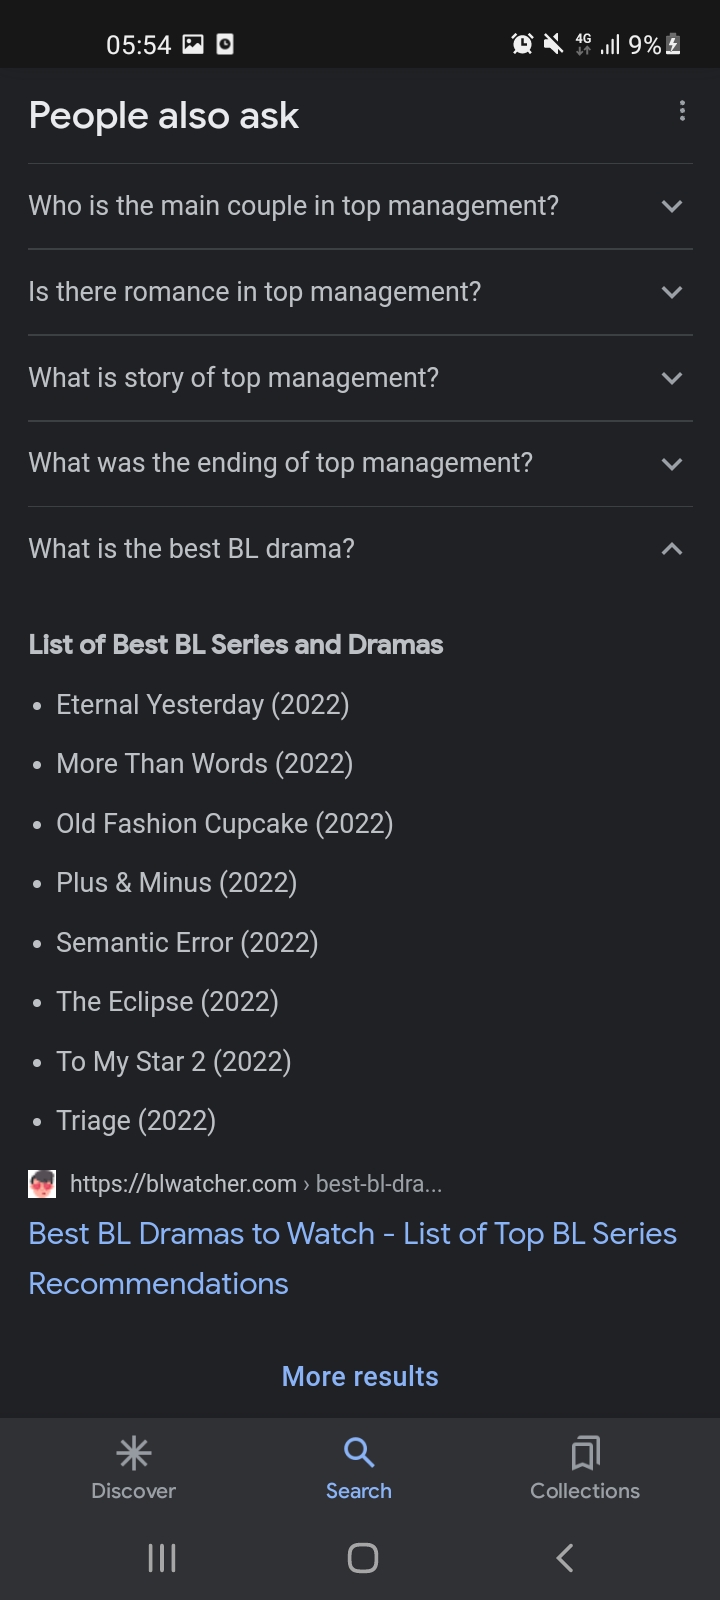 05:54
4G
9%
People also ask
Who is the main couple in top management?
Is there romance in top management?
What is story of top management?
What was the ending of top management?
What is the best BL drama?
List of Best BL Series and Dramas
• Eternal Yesterday (2022)
• More Than Words (2022)
• Old Fashion Cupcake (2022)
• Plus & Minus (2022)
• Semantic Error (2022)
• The Eclipse (2022)
• To My Star 2 (2022)
• Triage (2022)
https://blwatcher.com › best-bl-dra...
Best BL Dramas to Watch - List of Top BL Series
Recommendations
More results
Discover
Search
Collections